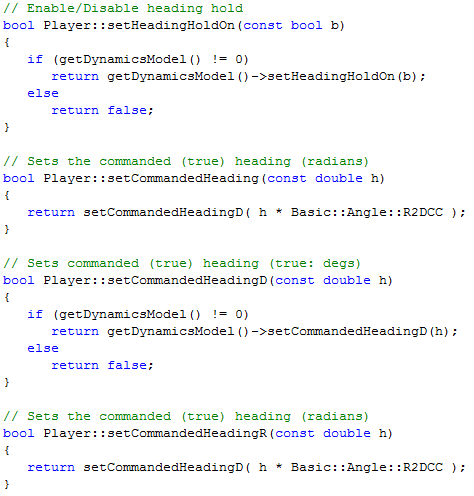 // Enable/Disable heading hold
bool Player::setHeadingHoldOn(const bool b)
{
   if (getDynamicsModel() != 0)
      return getDynamicsModel()->setHeadingHoldOn(b);
   else
      return false;
}

// Sets the commanded (true) heading (radians)
bool Player::setCommandedHeading(const double h)
{
   return setCommandedHeadingD( h * Basic::Angle::R2DCC );
}

// Sets commanded (true) heading (true: degs)
bool Player::setCommandedHeadingD(const double h)
{
   if (getDynamicsModel() != 0)
      return getDynamicsModel()->setCommandedHeadingD(h);
   else
      return false;
}

// Sets the commanded (true) heading (radians)
bool Player::setCommandedHeadingR(const double h)
{
   return setCommandedHeadingD( h * Basic::Angle::R2DCC );
}